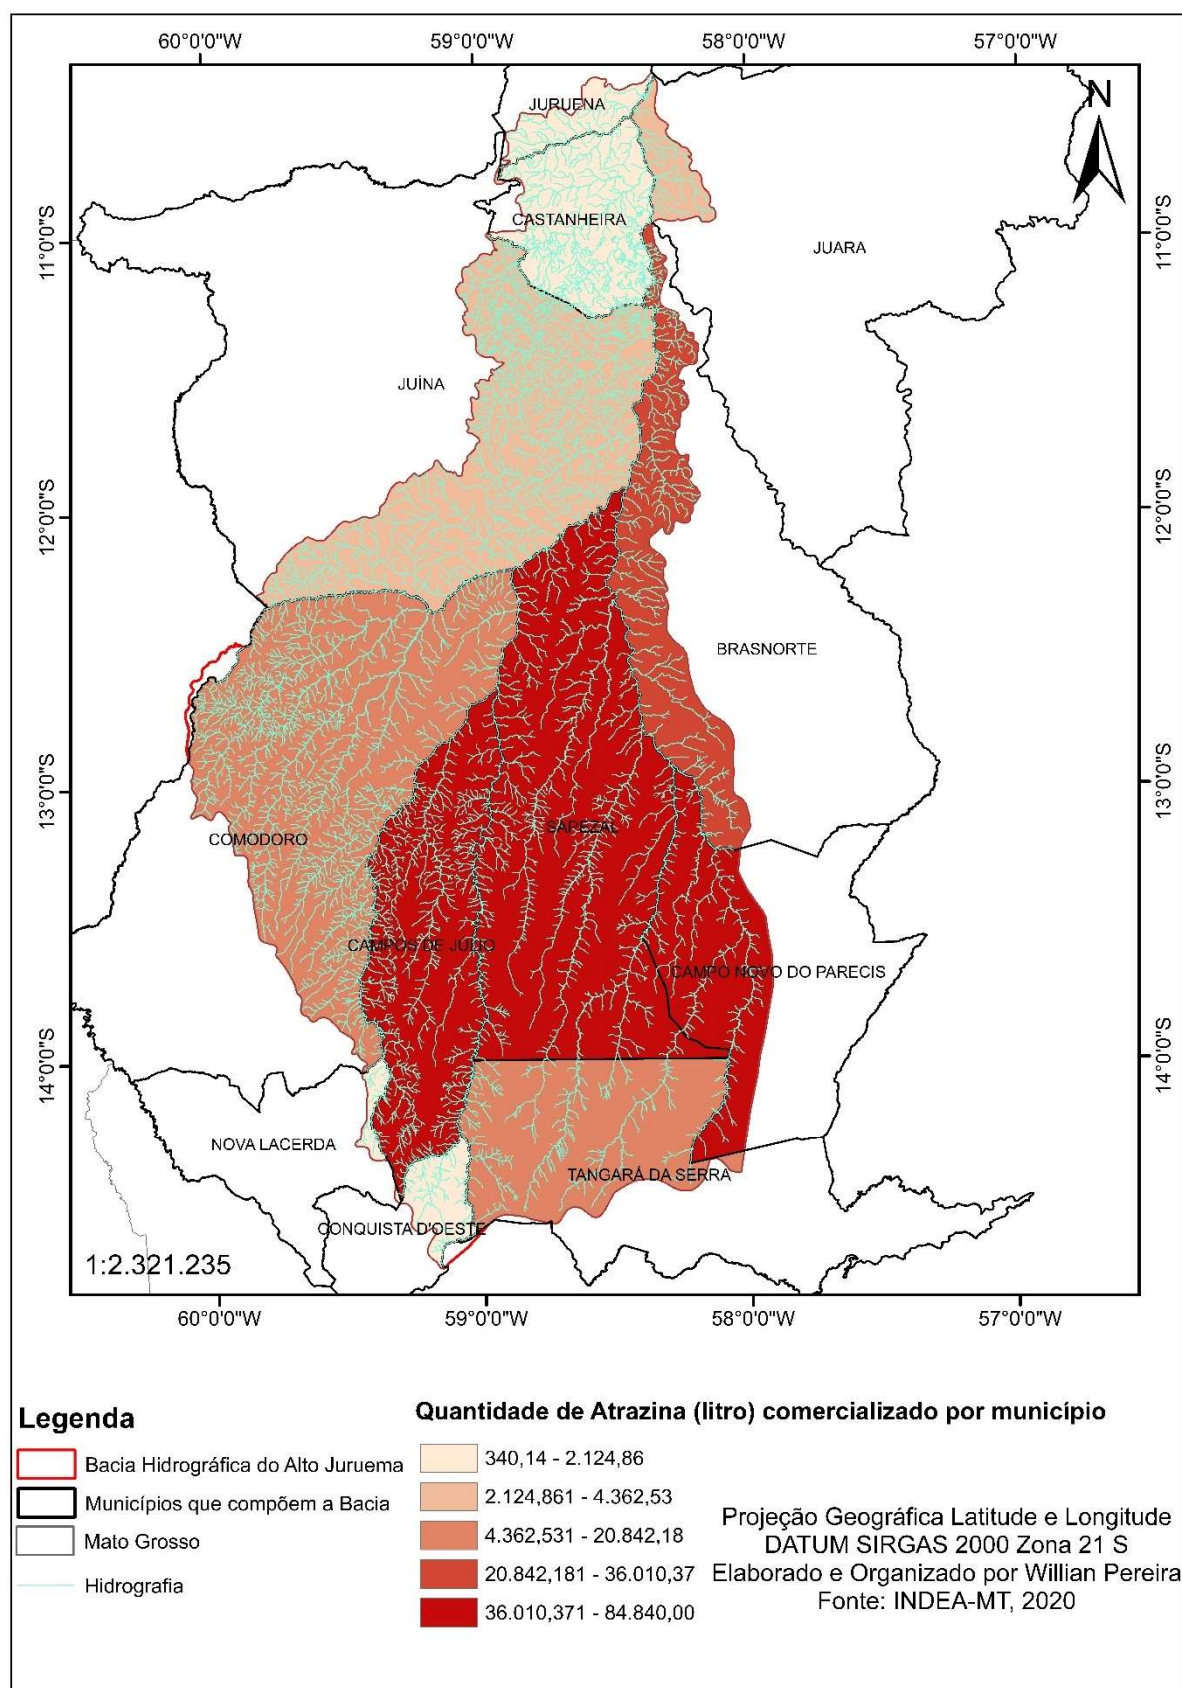 60°0'0"W 59°0'0"W 58°0'0"W 57°0'0"W
N
JURUENA
CASTANHEIRA
11°0'0"S
JUARA
11°0'0"S
JUÍNA
12°0'0"S
12°0'0"S
BRASNORTE
13°0'0"S
13°0'0"S
SAPEZAL
COMODORO
CAMPOS DE JÚLIO
CAMPO NOVO DO PARECIS
14°0'0"S
14°0'0"S
NOVA LACERDA
TANGARÁ DA SERRA
CONQUISTA D'OESTE
1:2.321.235
60°0'0"W 59°0'0"W 58°0'0"W 57°0'0"W
Legenda
Bacia Hidrográfica do Alto Juruema
Municípios que compõem a Bacia
Mato Grosso
Hidrografia
Quantidade de Atrazina (litro) comercializado por município
340,14 - 2.124,86
2.124,861 - 4.362,53
4.362,531 - 20.842,18
20.842,181 - 36.010,37
36.010,371 - 84.840,00
Projeção Geográfica Latitude e Longitude
DATUM SIRGAS 2000 Zona 21 S
Elaborado e Organizado por Willian Pereira
Fonte: INDEA-MT, 2020